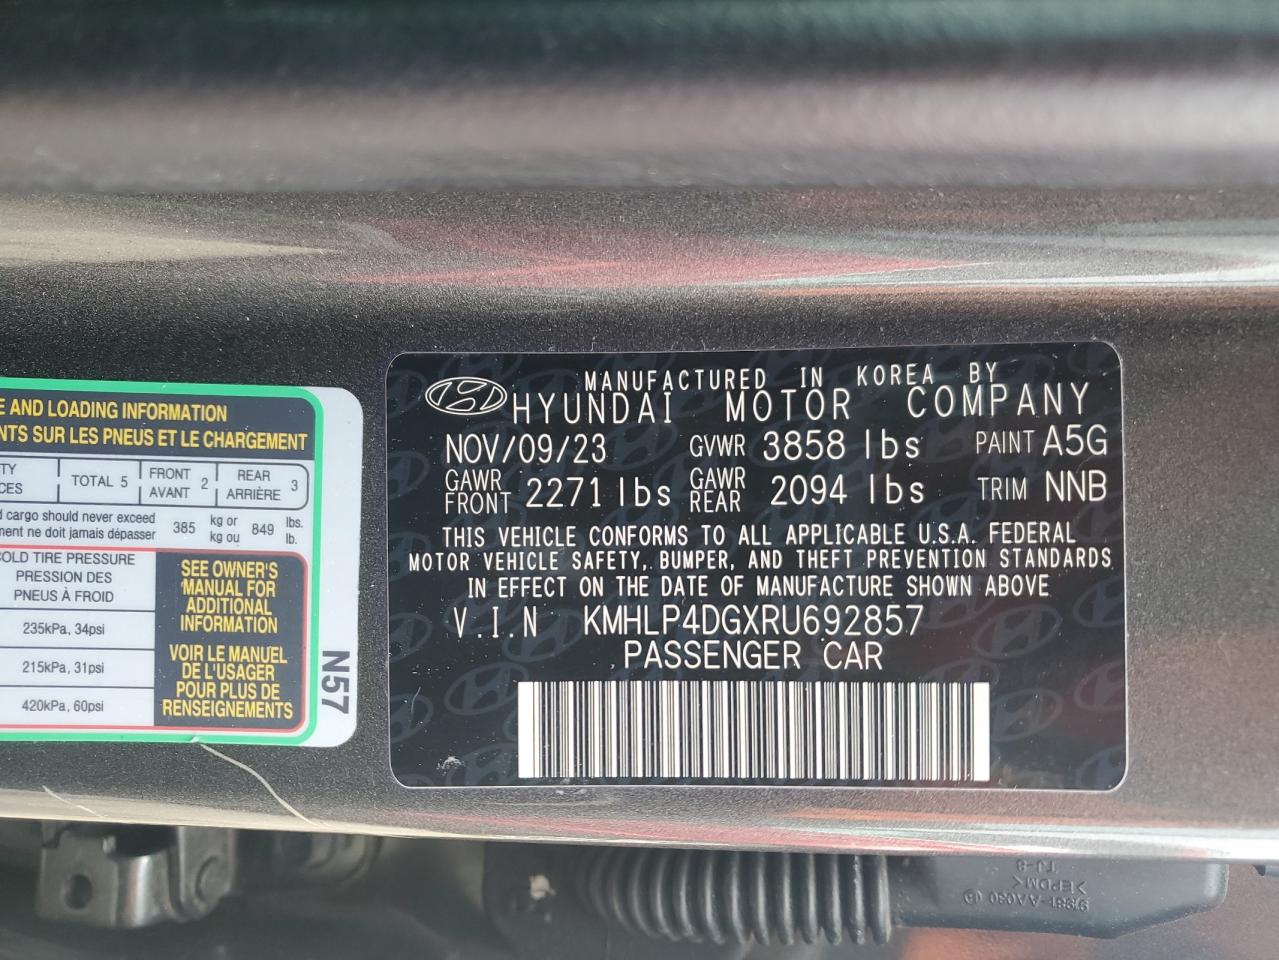 E AND LOADING INFORMATION
NTS SUR LES PNEUS ET LE CHARGEMENT
TY
CES
TOTAL 5
FRONT
AVANT 2
REAR
ARRIÈRE 3
d cargo should never exceed
ment ne doit jamais dépasser
385
kg or
kg ou
849
lbs.
lb.
OLD TIRE PRESSURE
PRESSION DES
PNEUS À FROID
235kPa, 34psi
215kPa, 31psi
420kPa, 60psi
SEE OWNER'S
MANUAL FOR
ADDITIONAL
INFORMATION
VOIR LE MANUEL
DE L'USAGER
POUR PLUS DE
RENSEIGNEMENTS
N57
MANUFACTURED IN KOREA BY
HYUNDAI MOTOR COMPANY
NOV/09/23 GVWR 3858 lbs PAINT A5G
GAWR FRONT 2271 lbs GAWR REAR 2094 lbs TRIM NNB
THIS VEHICLE CONFORMS TO ALL APPLICABLE U.S.A. FEDERAL
MOTOR VEHICLE SAFETY, BUMPER, AND THEFT PREVENTION STANDARDS
IN EFFECT ON THE DATE OF MANUFACTURE SHOWN ABOVE
V.I.N KMHLP4DGXRU692857
PASSENGER CAR
TJ-8
>EPDM<